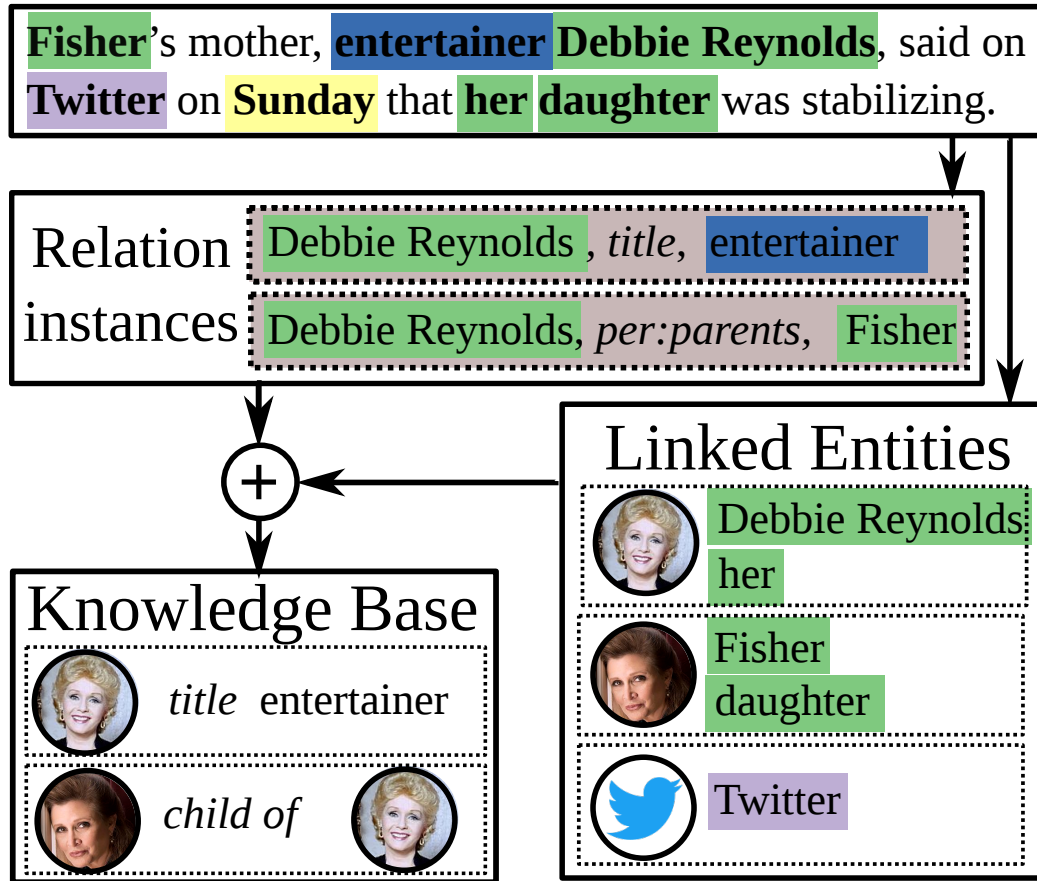 Fisher's mother, entertainer Debbie Reynolds, said on
Twitter on Sunday that her daughter was stabilizing.
Relation
instances
Debbie Reynolds , title, entertainer
Debbie Reynolds, per:parents, Fisher
+
Linked Entities
Debbie Reynolds
her
Fisher
daughter
Twitter
Knowledge Base
title entertainer
child of